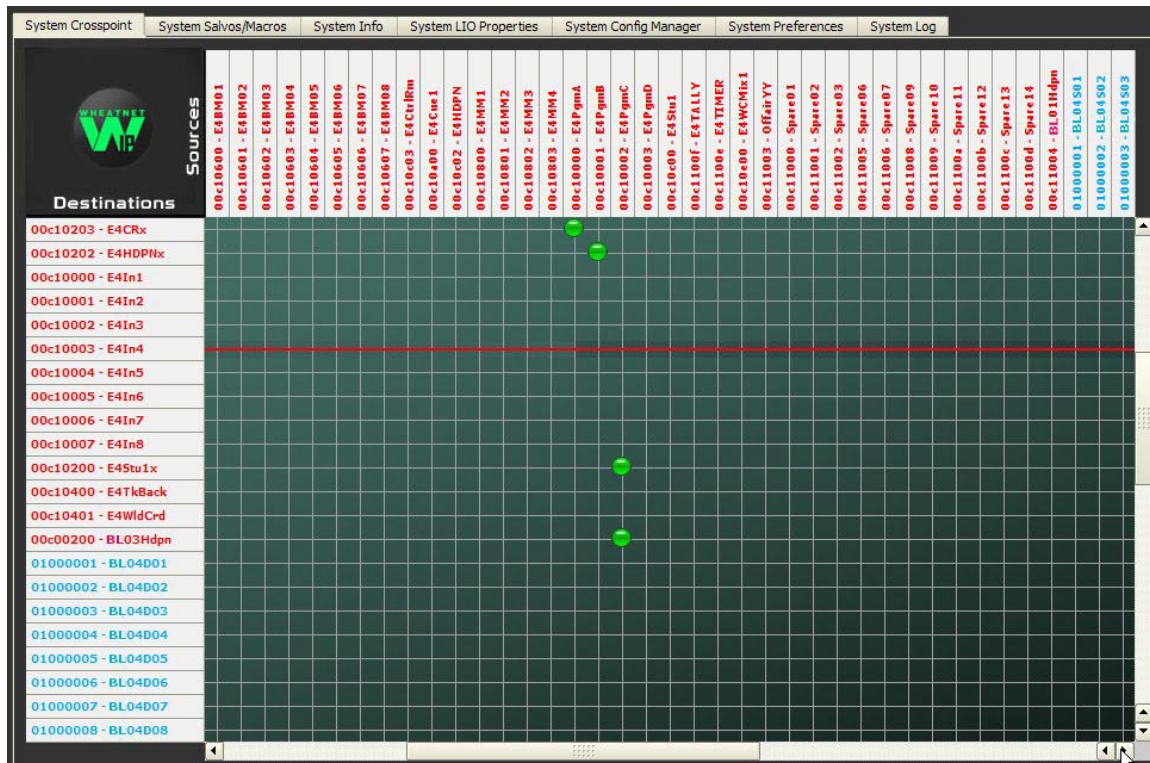 System Crosspoint
System Salvos/Macros
System Info
System LIO Properties
System Config Manager
System Preferences
System Log
WHEATNET
IP
Sources
Destinations
00c10600 - E4BM01
00c10601 - E4BM02
00c10602 - E4BM03
00c10603 - E4BM04
00c10604 - E4BM05
00c10605 - E4BM06
00c10606 - E4BM07
00c10607 - E4BM08
00c10c03 - E4CtrlRm
00c10a00 - E4Cue1
00c10c02 - E4HDPN
00c10800 - E4MM1
00c10801 - E4MM2
00c10802 - E4MM3
00c10803 - E4MM4
00c10000 - E4PgmA
00c10001 - E4PgmB
00c10002 - E4PgmC
00c10003 - E4PgmD
00c10c00 - E4Stu1
00c1100f - E4TALLY
00c1100e - E4TIMER
00c10e00 - E4WCMix1
00c11003 - OffairYY
00c11000 - Spare01
00c11001 - Spare02
00c11002 - Spare03
00c11005 - Spare06
00c11006 - Spare07
00c11008 - Spare09
00c11009 - Spare10
00c1100a - Spare11
00c1100b - Spare12
00c1100c - Spare13
00c1100d - Spare14
00c11004 - BL01Hdpn
01000001 - BL04S01
01000002 - BL04S02
01000003 - BL04S03
00c10203 - E4CRx
00c10202 - E4HDPNx
00c10000 - E4In1
00c10001 - E4In2
00c10002 - E4In3
00c10003 - E4In4
00c10004 - E4In5
00c10005 - E4In6
00c10006 - E4In7
00c10007 - E4In8
00c10200 - E4Stu1x
00c10400 - E4TkBack
00c10401 - E4WldCrd
00c00200 - BL03Hdpn
01000001 - BL04D01
01000002 - BL04D02
01000003 - BL04D03
01000004 - BL04D04
01000005 - BL04D05
01000006 - BL04D06
01000007 - BL04D07
01000008 - BL04D08